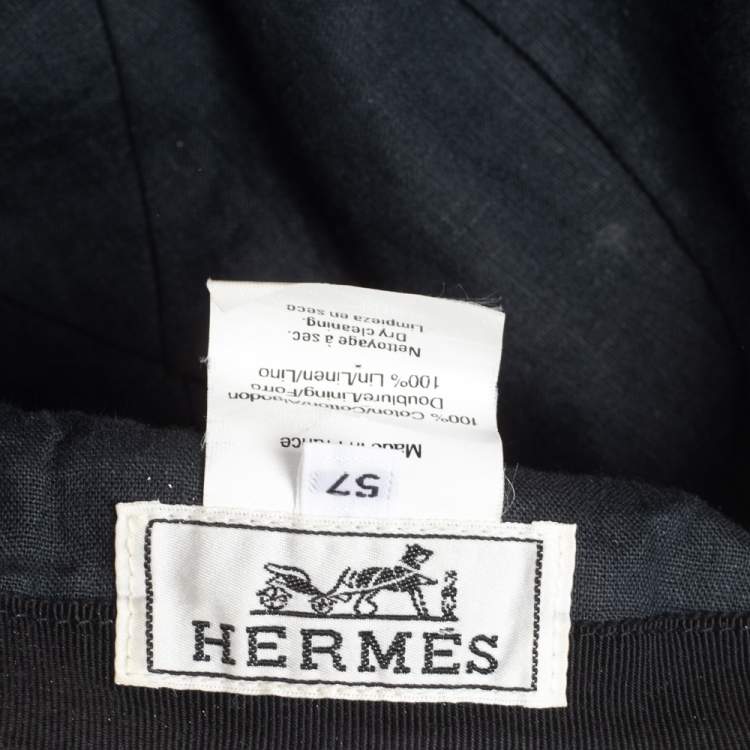 Made in France
100% Coton/Cotton/Algodon
Doublure/Lining/Forro
100% Lin/Linen/Lino
Nettoyage à sec.
Dry cleaning.
Limpieza en seco
57
HERMÈS